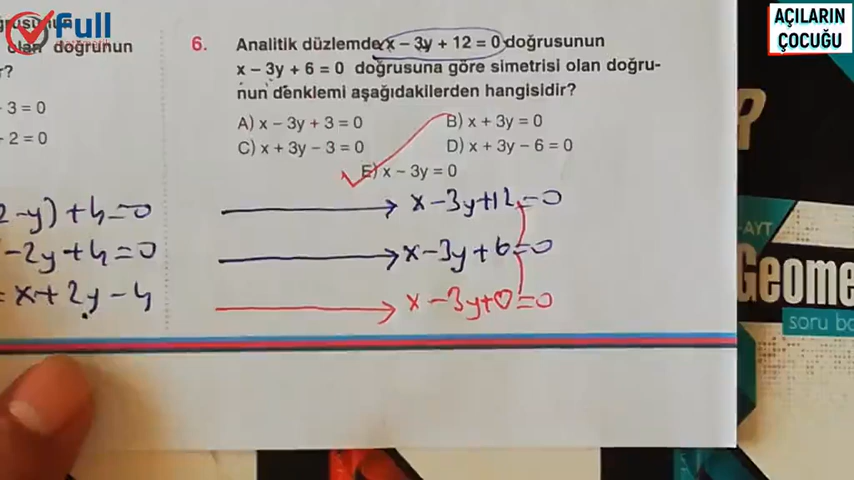 full
AÇILARIN
ÇOCUĞU
olan doğrunun
r?
- 3 = 0
- 2 = 0
2-y)+4=0
-2y+4=0
= x+2y-4
6. Analitik düzlemde x – 3y + 12 = 0 doğrusunun
x – 3y + 6 = 0 doğrusuna göre simetrisi olan doğru-
nun denklemi aşağıdakilerden hangisidir?
A) x – 3y + 3 = 0 B) x + 3y = 0
C) x + 3y – 3 = 0 D) x + 3y – 6 = 0
E) x – 3y = 0
x-3y+12=0
x-3y+6=0
x-3y+0=0
-AYT
Geome
soru b